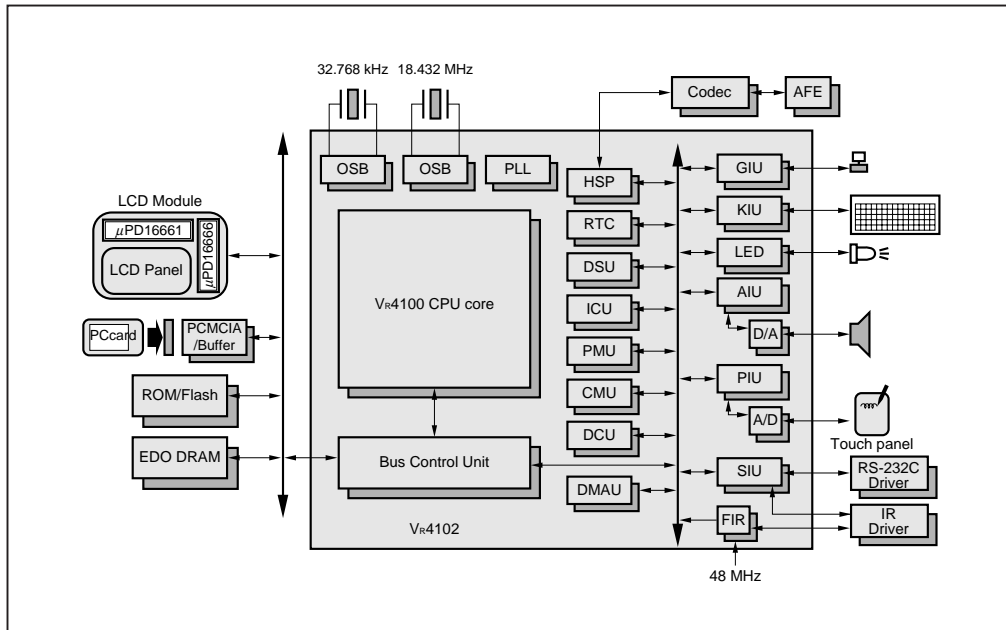 32.768 kHz
18.432 MHz
Codec
AFE
OSB
OSB
PLL
HSP
GIU
LCD Module
µPD16661
µPD16666
LCD Panel
VR4100 CPU core
RTC
KIU
DSU
LED
ICU
AIU
D/A
PCcard
PCMCIA
/Buffer
PMU
ROM/Flash
CMU
PIU
A/D
Touch panel
EDO DRAM
Bus Control Unit
DCU
SIU
RS-232C
Driver
DMAU
VR4102
FIR
IR
Driver
48 MHz